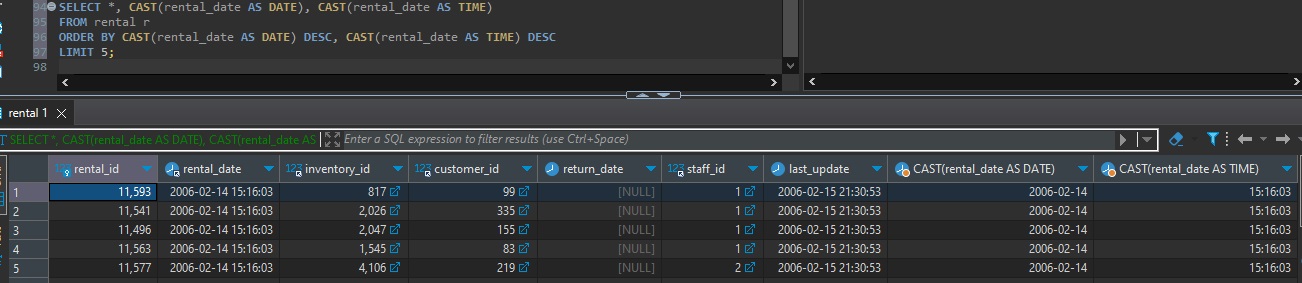 94 SELECT *, CAST(rental_date AS DATE), CAST(rental_date AS TIME)
95 FROM rental r
96 ORDER BY CAST(rental_date AS DATE) DESC, CAST(rental_date AS TIME) DESC
97 LIMIT 5;
98
rental 1
SELECT *, CAST(rental_date AS DATE), CAST(rental_date AS Enter a SQL expression to filter results (use Ctrl+Space)
123 rental_id rental_date 123 inventory_id 123 customer_id return_date 123 staff_id last_update CAST(rental_date AS DATE) CAST(rental_date AS TIME)
1 11,593 2006-02-14 15:16:03 817 99 [NULL] 1 2006-02-15 21:30:53 2006-02-14 15:16:03
2 11,541 2006-02-14 15:16:03 2,026 335 [NULL] 1 2006-02-15 21:30:53 2006-02-14 15:16:03
3 11,496 2006-02-14 15:16:03 2,047 155 [NULL] 1 2006-02-15 21:30:53 2006-02-14 15:16:03
4 11,563 2006-02-14 15:16:03 1,545 83 [NULL] 1 2006-02-15 21:30:53 2006-02-14 15:16:03
5 11,577 2006-02-14 15:16:03 4,106 219 [NULL] 2 2006-02-15 21:30:53 2006-02-14 15:16:03